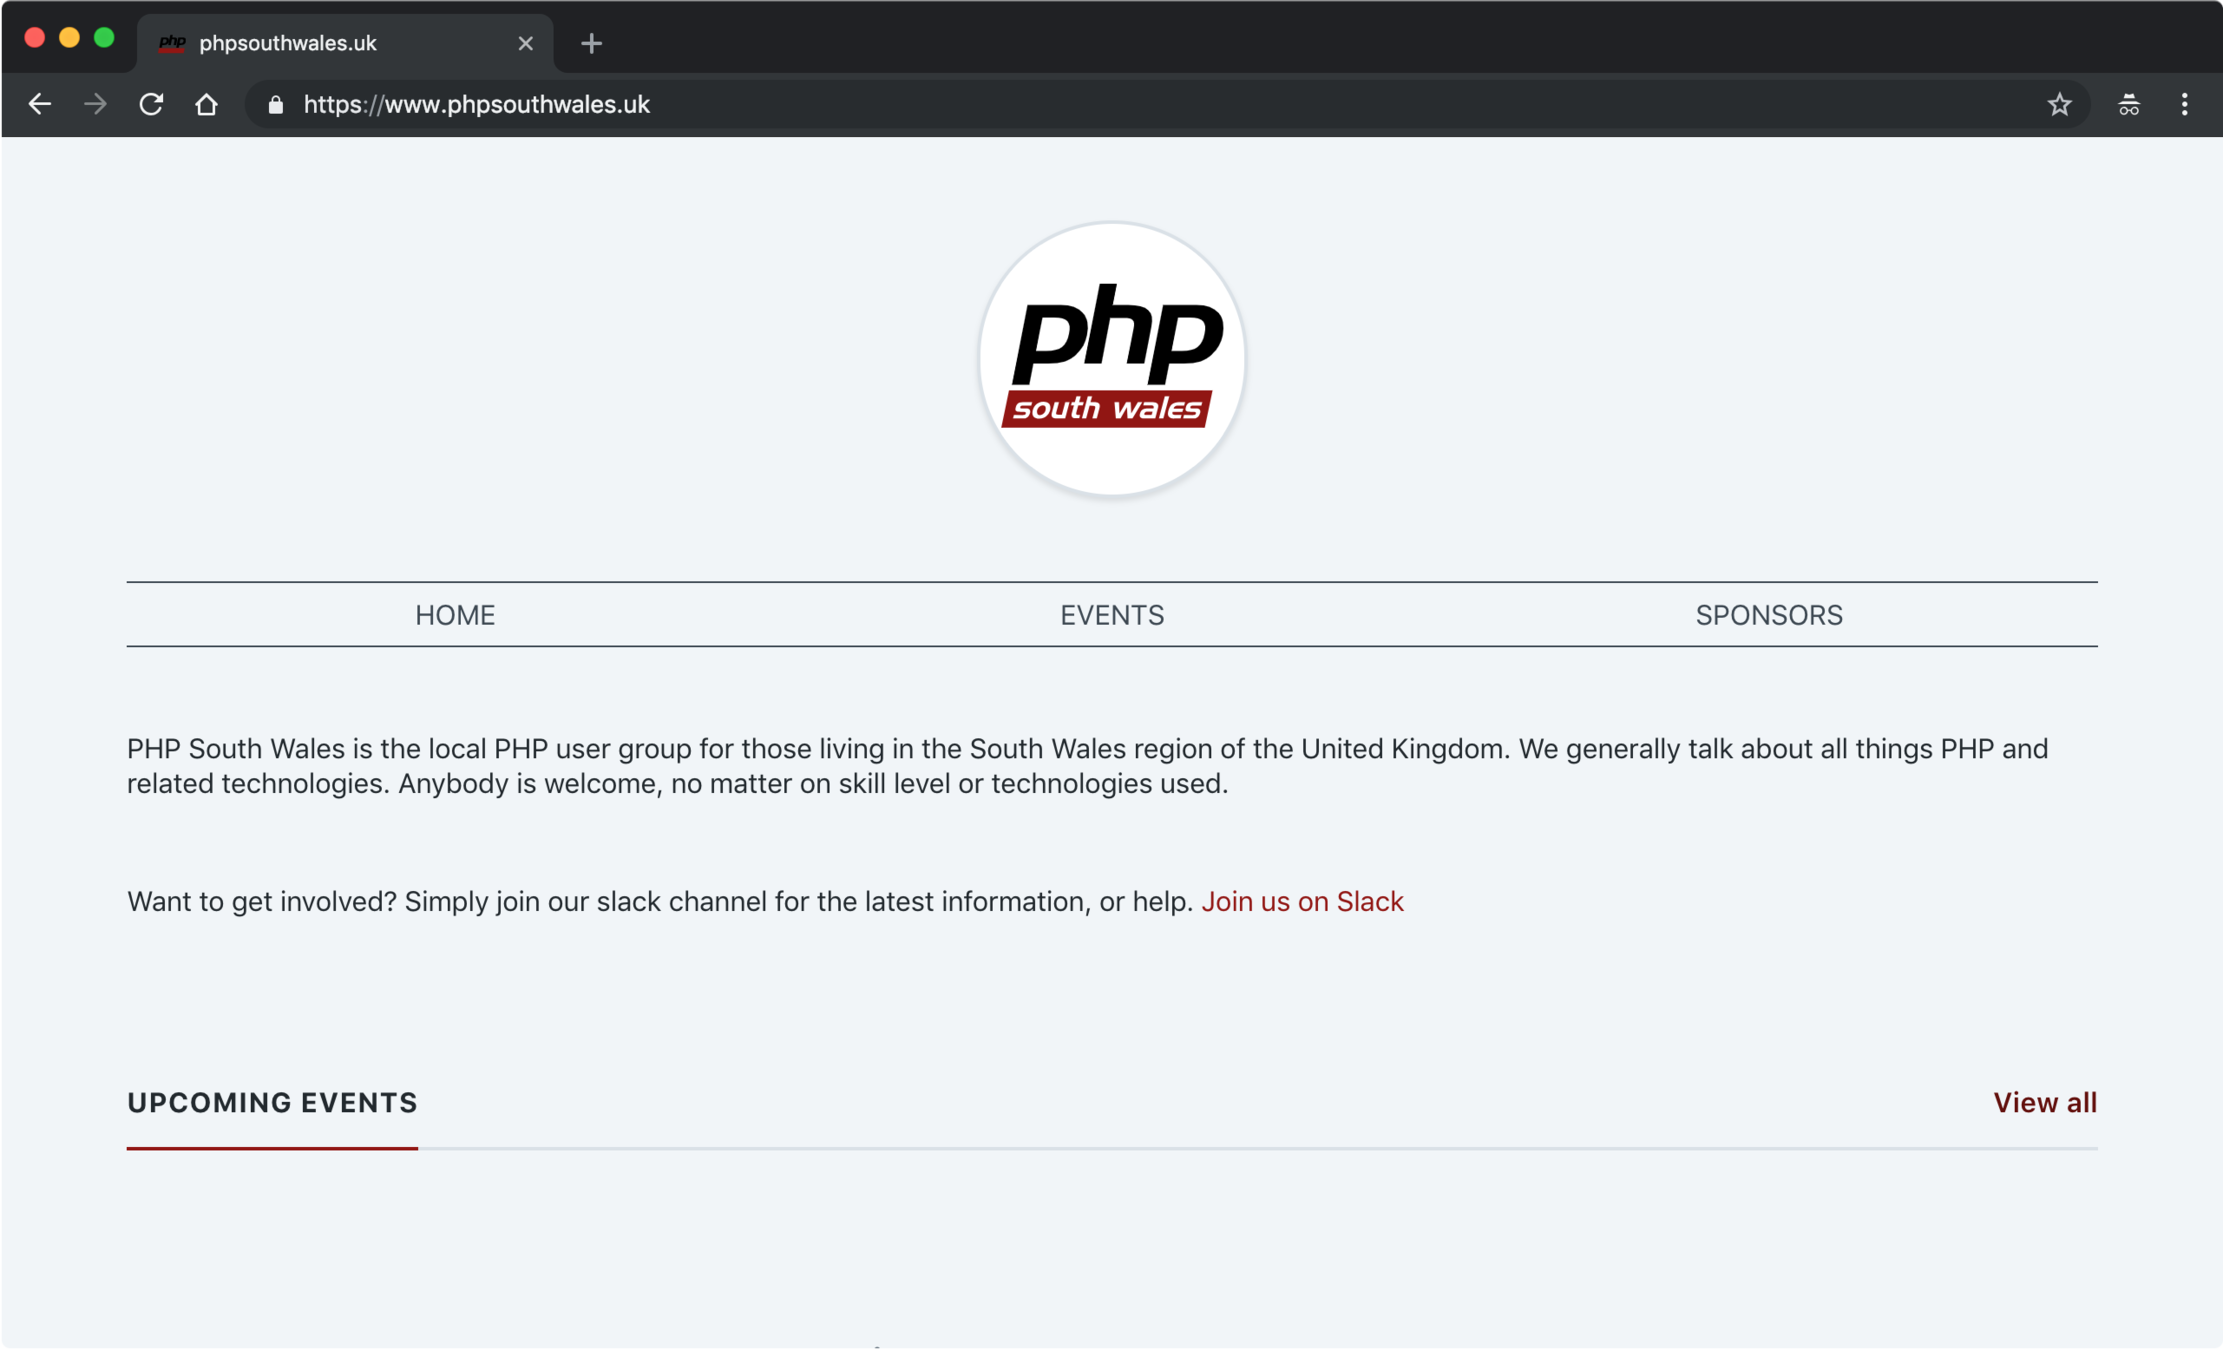 php phpsouthwales.uk
https://www.phpsouthwales.uk
php
south wales
HOME EVENTS SPONSORS
PHP South Wales is the local PHP user group for those living in the South Wales region of the United Kingdom. We generally talk about all things PHP and
related technologies. Anybody is welcome, no matter on skill level or technologies used.
Want to get involved? Simply join our slack channel for the latest information, or help. Join us on Slack
UPCOMING EVENTS View all